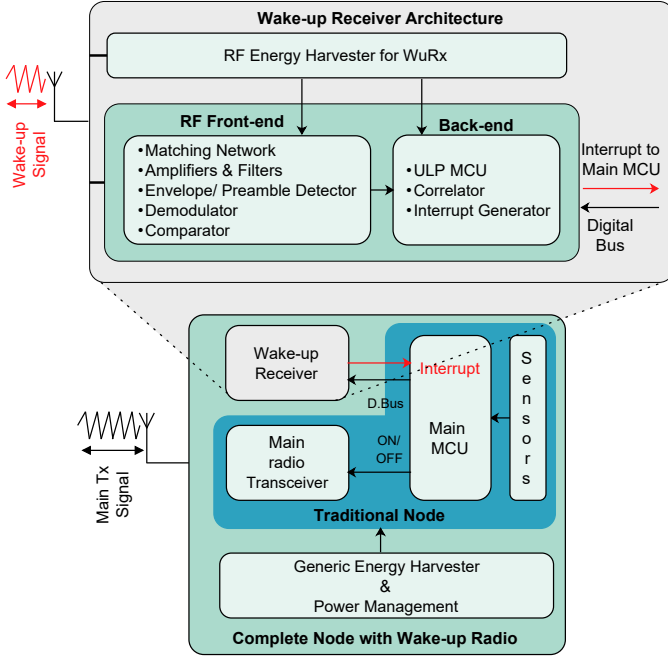 Wake-up Receiver Architecture
RF Energy Harvester for WuRx
Wake-up
Signal
RF Front-end
•Matching Network
•Amplifiers & Filters
•Envelope/ Preamble Detector
•Demodulator
•Comparator
Back-end
•ULP MCU
•Correlator
•Interrupt Generator
Interrupt to
Main MCU
Digital
Bus
Wake-up
Receiver
Interrupt
D.Bus
Main
MCU
Sensors
ON/
OFF
Main
radio
Transceiver
Main Tx
Signal
Traditional Node
Generic Energy Harvester
&
Power Management
Complete Node with Wake-up Radio